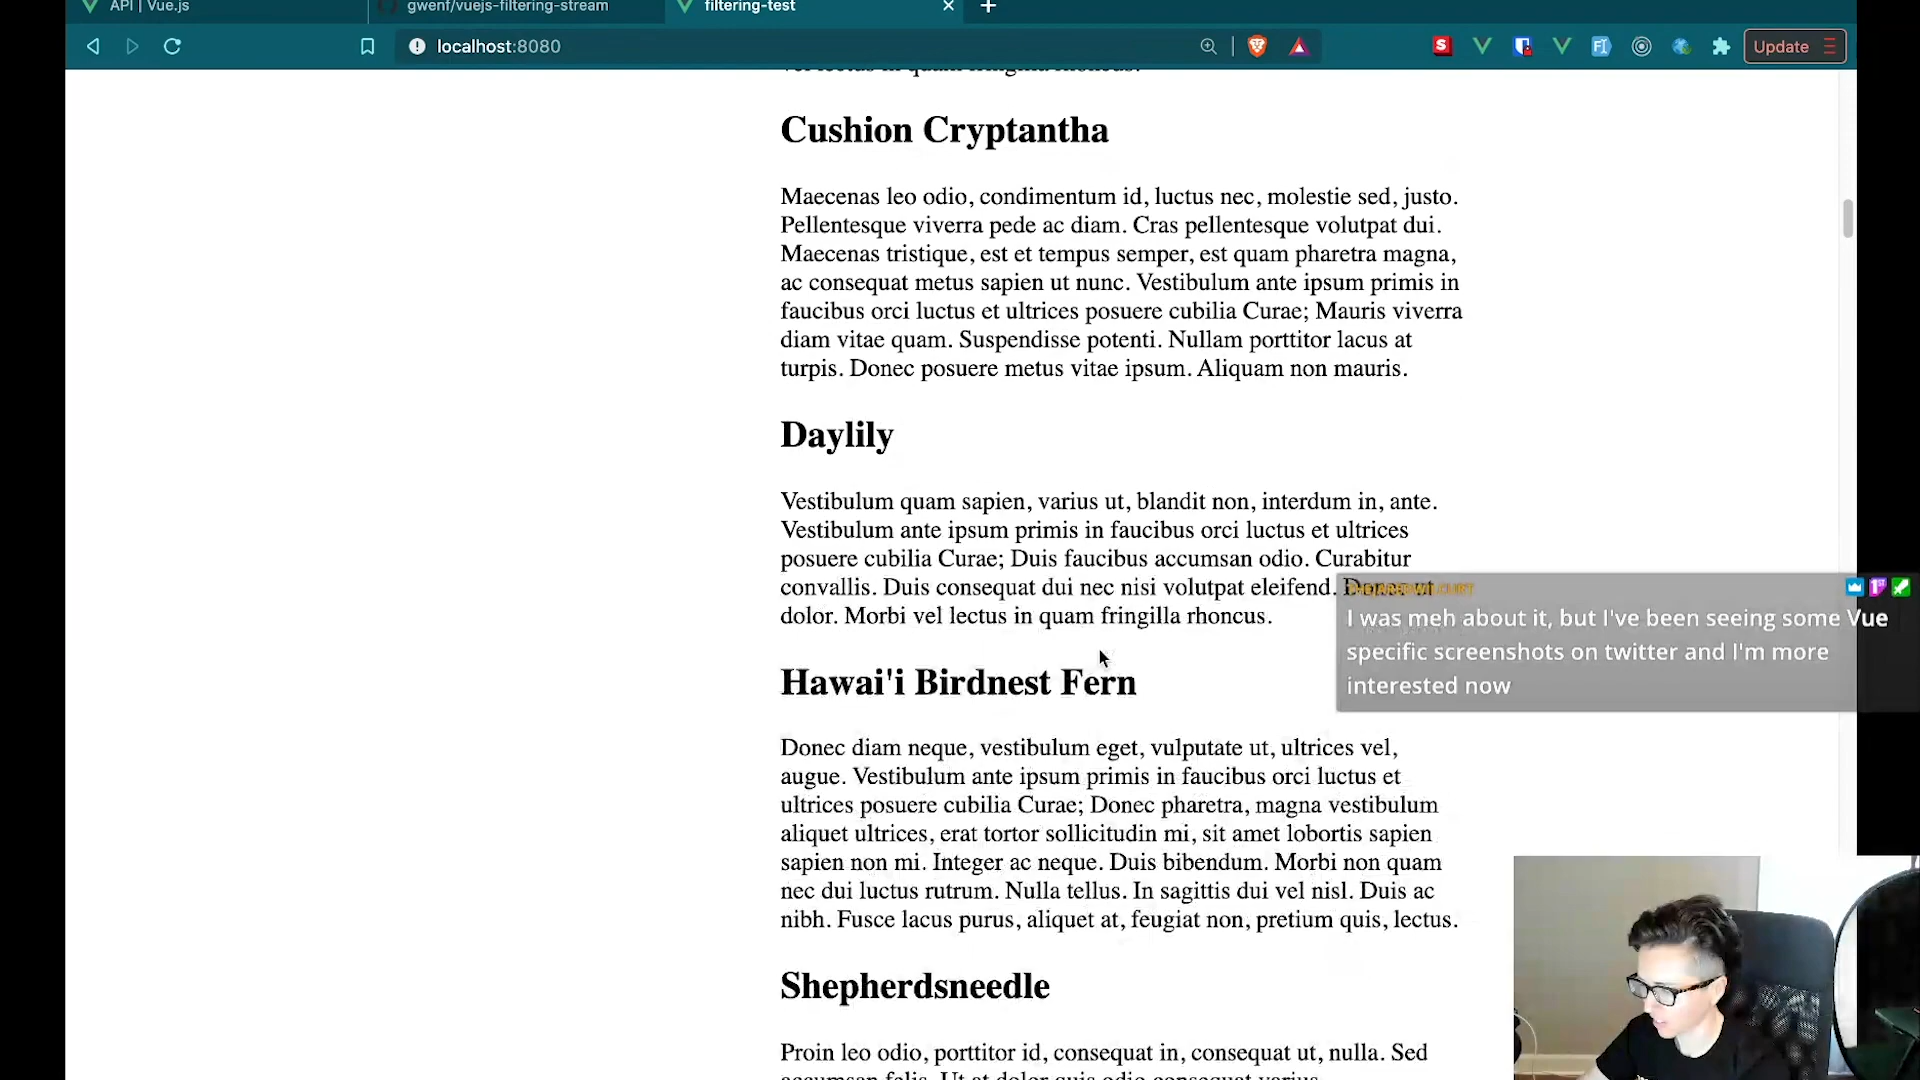 API | Vue.js
gwenf/vuejs-filtering-stream
filtering-test
localhost:8080
Update
Cushion Cryptantha
Maecenas leo odio, condimentum id, luctus nec, molestie sed, justo.
Pellentesque viverra pede ac diam. Cras pellentesque volutpat dui.
Maecenas tristique, est et tempus semper, est quam pharetra magna,
ac consequat metus sapien ut nunc. Vestibulum ante ipsum primis in
faucibus orci luctus et ultrices posuere cubilia Curae; Mauris viverra
diam vitae quam. Suspendisse potenti. Nullam porttitor lacus at
turpis. Donec posuere metus vitae ipsum. Aliquam non mauris.
Daylily
Vestibulum quam sapien, varius ut, blandit non, interdum in, ante.
Vestibulum ante ipsum primis in faucibus orci luctus et ultrices
posuere cubilia Curae; Duis faucibus accumsan odio. Curabitur
convallis. Duis consequat dui nec nisi volutpat eleifend.
dolor. Morbi vel lectus in quam fringilla rhoncus.
I was meh about it, but I've been seeing some Vue
specific screenshots on twitter and I'm more
interested now
Hawai'i Birdnest Fern
Donec diam neque, vestibulum eget, vulputate ut, ultrices vel,
augue. Vestibulum ante ipsum primis in faucibus orci luctus et
ultrices posuere cubilia Curae; Donec pharetra, magna vestibulum
aliquet ultrices, erat tortor sollicitudin mi, sit amet lobortis sapien
sapien non mi. Integer ac neque. Duis bibendum. Morbi non quam
nec dui luctus rutrum. Nulla tellus. In sagittis dui vel nisl. Duis ac
nibh. Fusce lacus purus, aliquet at, feugiat non, pretium quis, lectus.
Shepherdsneedle
Proin leo odio, porttitor id, consequat in, consequat ut, nulla. Sed